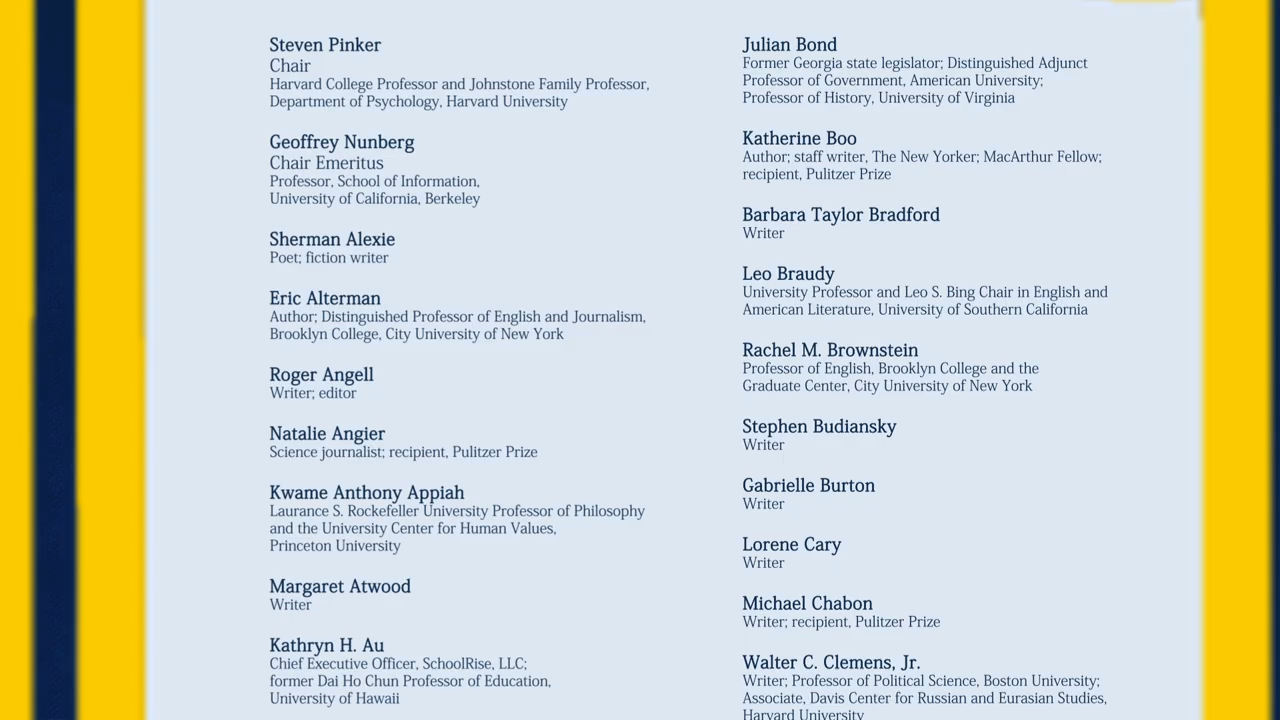 Steven Pinker
Chair
Harvard College Professor and Johnstone Family Professor,
Department of Psychology, Harvard University
Geoffrey Nunberg
Chair Emeritus
Professor, School of Information,
University of California, Berkeley
Sherman Alexie
Poet; fiction writer
Eric Alterman
Author; Distinguished Professor of English and Journalism,
Brooklyn College, City University of New York
Roger Angell
Writer; editor
Natalie Angier
Science journalist; recipient, Pulitzer Prize
Kwame Anthony Appiah
Laurance S. Rockefeller University Professor of Philosophy
and the University Center for Human Values,
Princeton University
Margaret Atwood
Writer
Kathryn H. Au
Chief Executive Officer, SchoolRise, LLC;
former Dai Ho Chun Professor of Education,
University of Hawaii
Julian Bond
Former Georgia state legislator; Distinguished Adjunct
Professor of Government, American University;
Professor of History, University of Virginia
Katherine Boo
Author; staff writer, The New Yorker; MacArthur Fellow;
recipient, Pulitzer Prize
Barbara Taylor Bradford
Writer
Leo Braudy
University Professor and Leo S. Bing Chair in English and
American Literature, University of Southern California
Rachel M. Brownstein
Professor of English, Brooklyn College and the
Graduate Center, City University of New York
Stephen Budiansky
Writer
Gabrielle Burton
Writer
Lorene Cary
Writer
Michael Chabon
Writer; recipient, Pulitzer Prize
Walter C. Clemens, Jr.
Writer; Professor of Political Science, Boston University;
Associate, Davis Center for Russian and Eurasian Studies,
Harvard University